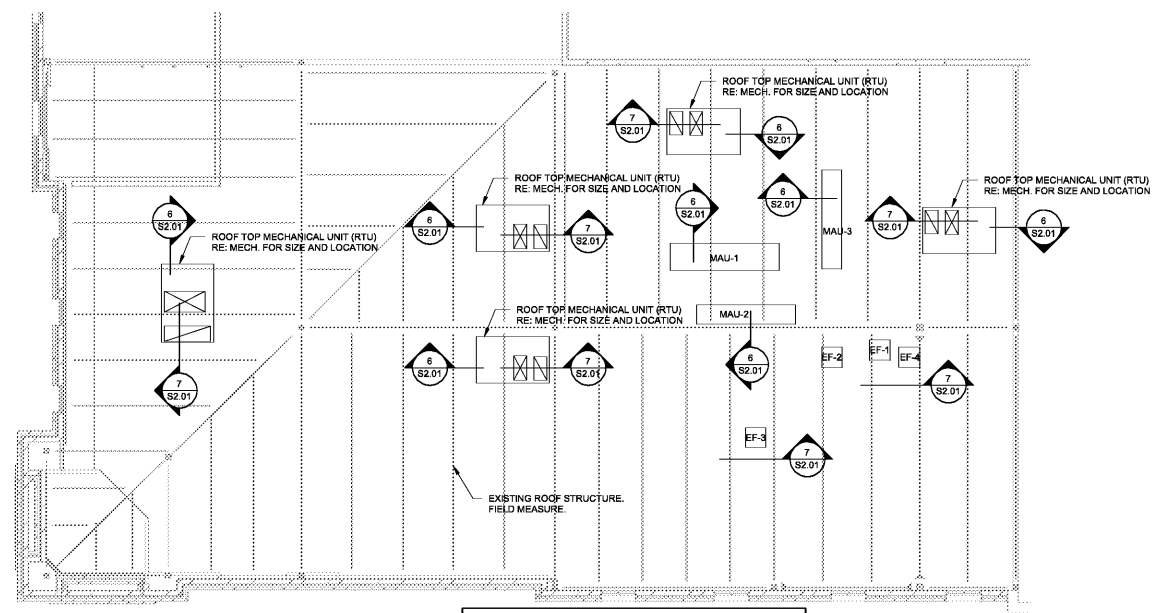 ROOF TOP MECHANICAL UNIT (RTU)
RE: MECH. FOR SIZE AND LOCATION
7
S2.01
6
S2.01
ROOF TOP MECHANICAL UNIT (RTU)
RE: MECH. FOR SIZE AND LOCATION
6
S2.01
7
S2.01
6
S2.01
6
S2.01
MAU-3
MAU-1
ROOF TOP MECHANICAL UNIT (RTU)
RE: MECH. FOR SIZE AND LOCATION
7
S2.01
6
S2.01
6
S2.01
ROOF TOP MECHANICAL UNIT (RTU)
RE: MECH. FOR SIZE AND LOCATION
7
S2.01
ROOF TOP MECHANICAL UNIT (RTU)
RE: MECH. FOR SIZE AND LOCATION
6
S2.01
7
S2.01
MAU-2
6
S2.01
EF-2
EF-1
EF-4
7
S2.01
EF-3
7
S2.01
EXISTING ROOF STRUCTURE.
FIELD MEASURE.